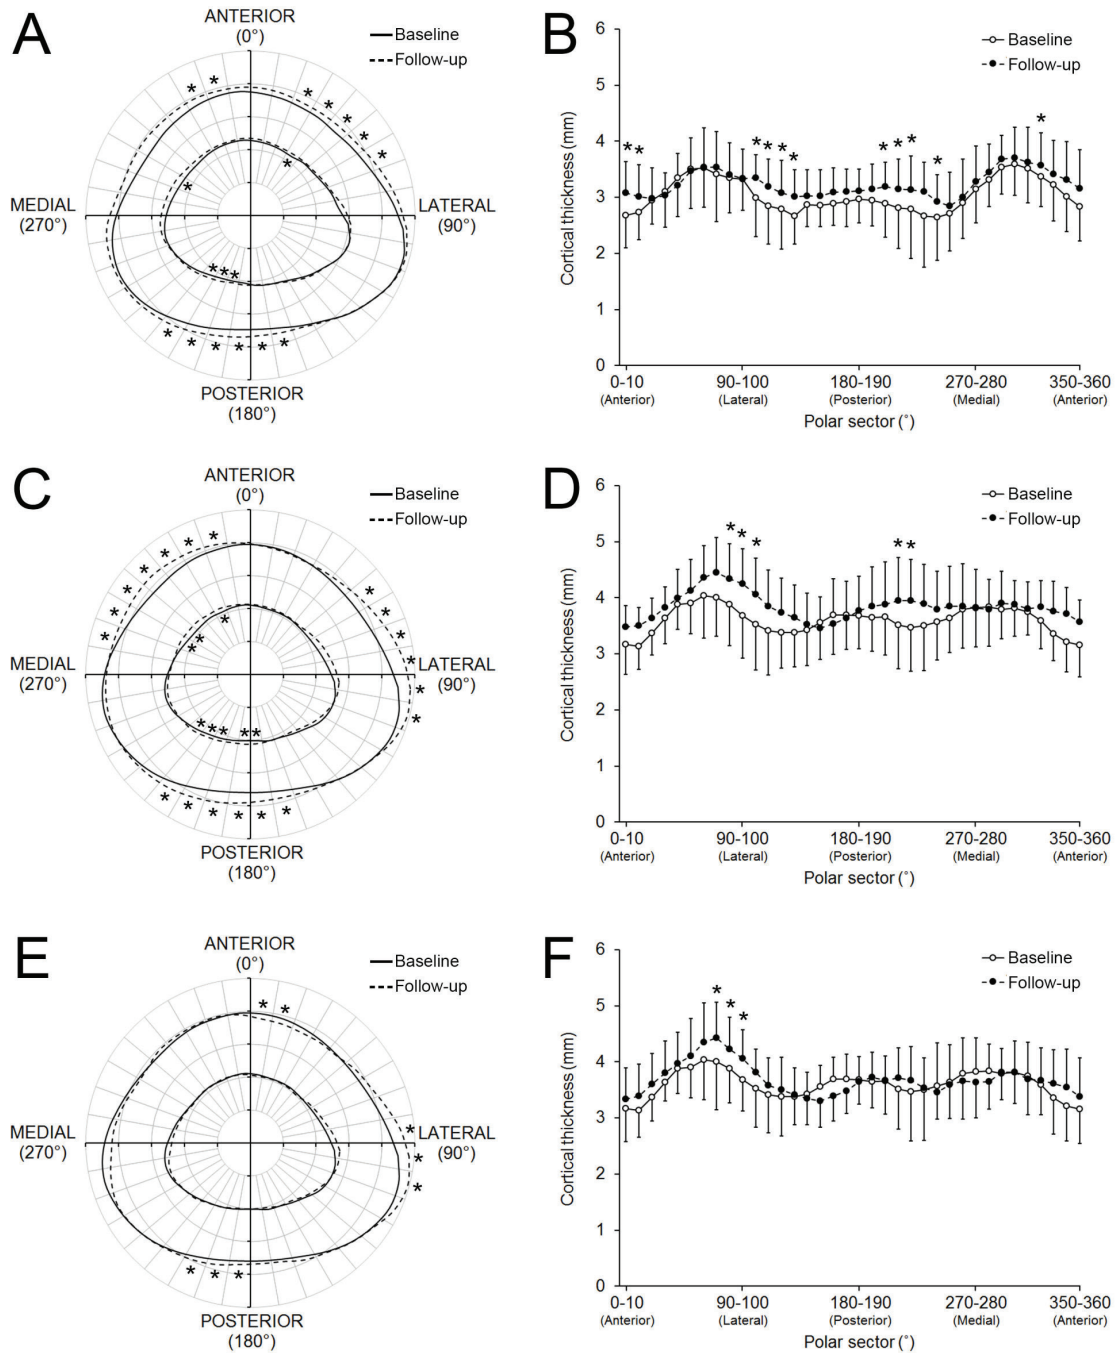 A
ANTERIOR
(0°)
Baseline
Follow-up
* * * * * * *
* *
MEDIAL
(270°)
LATERAL
(90°)
***
* * * * * *
POSTERIOR
(180°)
B
6
5
4
3
2
1
0
Cortical thickness (mm)
Baseline
Follow-up
* * * * * * * * * * *
0-10
(Anterior)
90-100
(Lateral)
180-190
(Posterior)
270-280
(Medial)
350-360
(Anterior)
Polar sector (°)
C
ANTERIOR
(0°)
Baseline
Follow-up
MEDIAL
(270°)
LATERAL
(90°)
*** **
* * * * * *
POSTERIOR
(180°)
D
6
5
4
3
2
1
0
Cortical thickness (mm)
Baseline
Follow-up
* * * * *
0-10
(Anterior)
90-100
(Lateral)
180-190
(Posterior)
270-280
(Medial)
350-360
(Anterior)
Polar sector (°)
E
ANTERIOR
(0°)
Baseline
Follow-up
* *
MEDIAL
(270°)
LATERAL
(90°)
* * *
* * *
POSTERIOR
(180°)
F
6
5
4
3
2
1
0
Cortical thickness (mm)
Baseline
Follow-up
* * *
0-10
(Anterior)
90-100
(Lateral)
180-190
(Posterior)
270-280
(Medial)
350-360
(Anterior)
Polar sector (°)